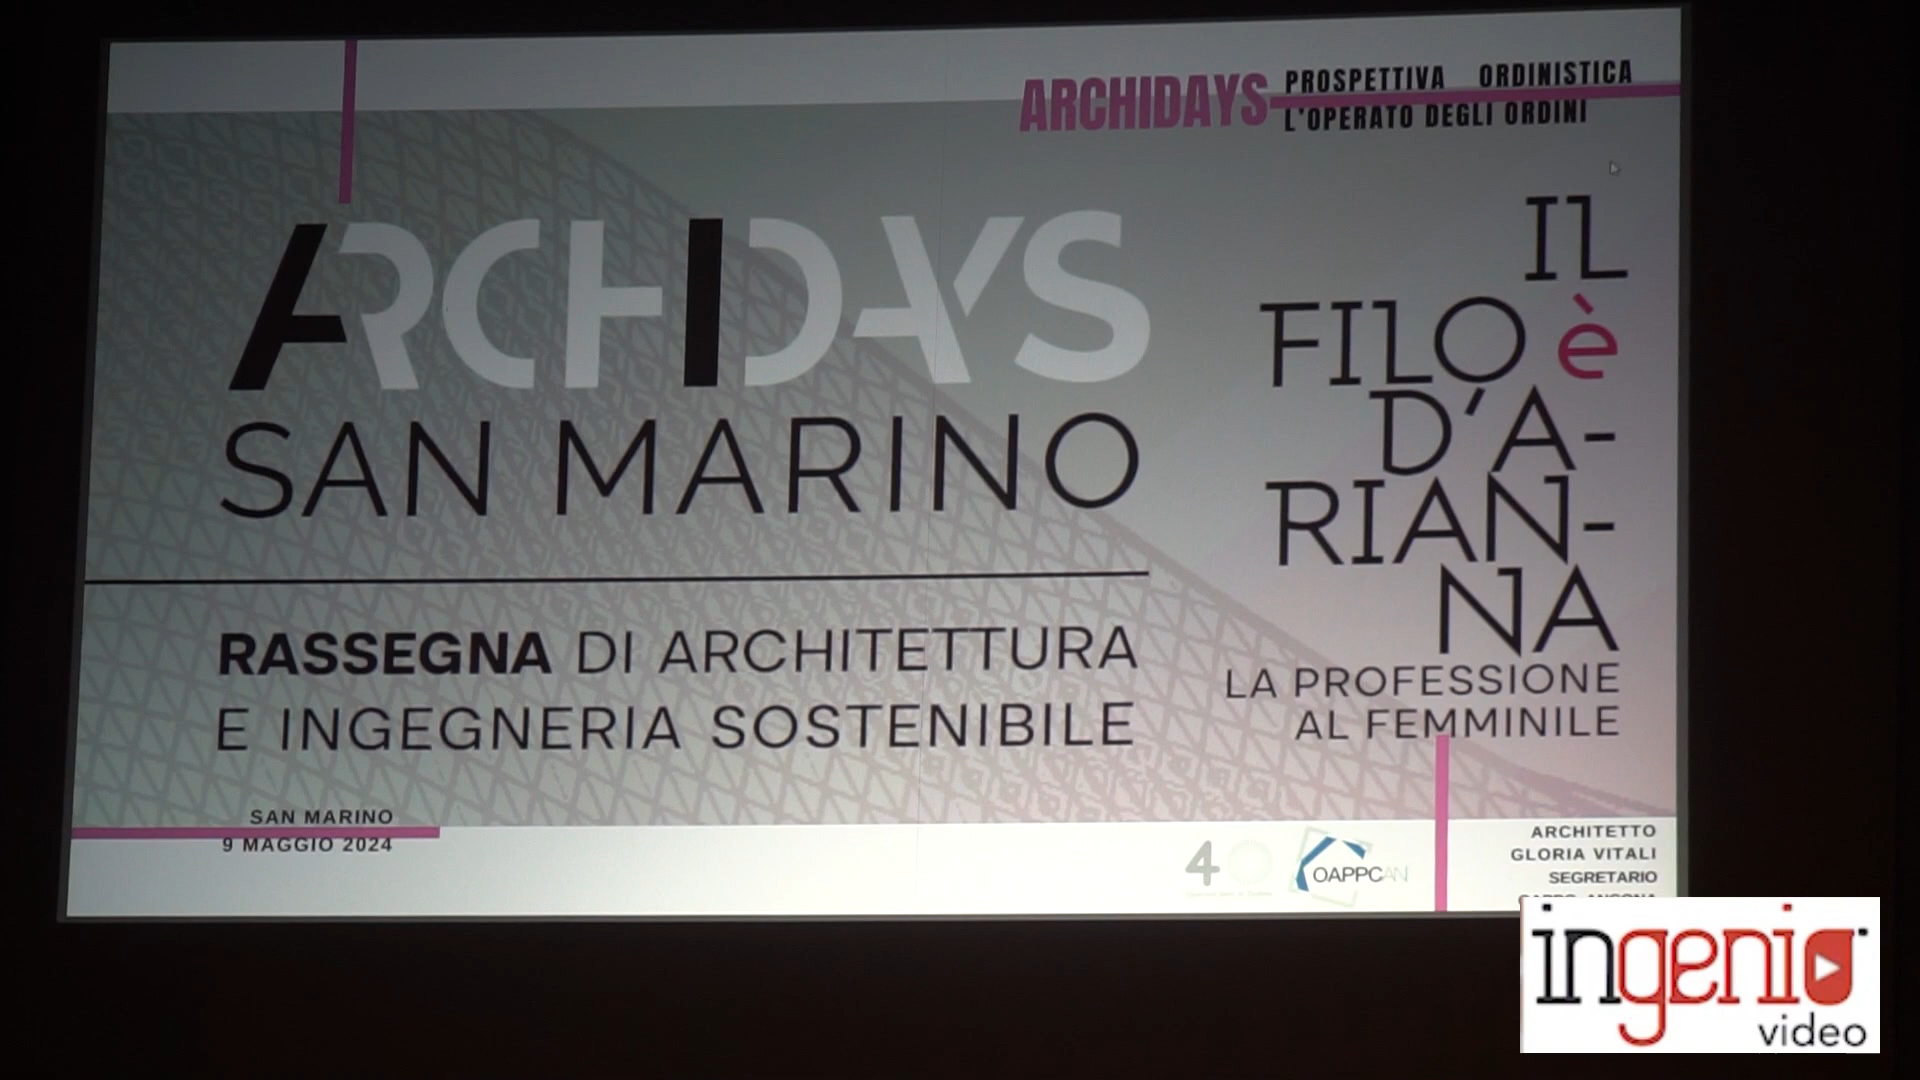 ARCHIDAYS
PROSPETTIVA ORDINISTICA
L'OPERATO DEGLI ORDINI
ARCHIDAYS
SAN MARINO
RASSEGNA DI ARCHITETTURA
E INGEGNERIA SOSTENIBILE
IL
FILO è
D'A-
RIAN-
NA
LA PROFESSIONE
AL FEMMINILE
SAN MARINO
9 MAGGIO 2024
40
OAPPCAN
ARCHITETTO
GLORIA VITALI
SEGRETARIO
ingenio
video